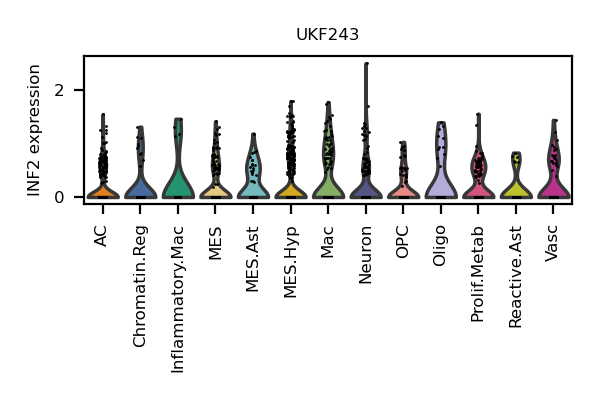 UKF243
INF2 expression
2
0
AC
Chromatin.Reg
Inflammatory.Mac
MES
MES.Ast
MES.Hyp
Mac
Neuron
OPC
Oligo
Prolif.Metab
Reactive.Ast
Vasc